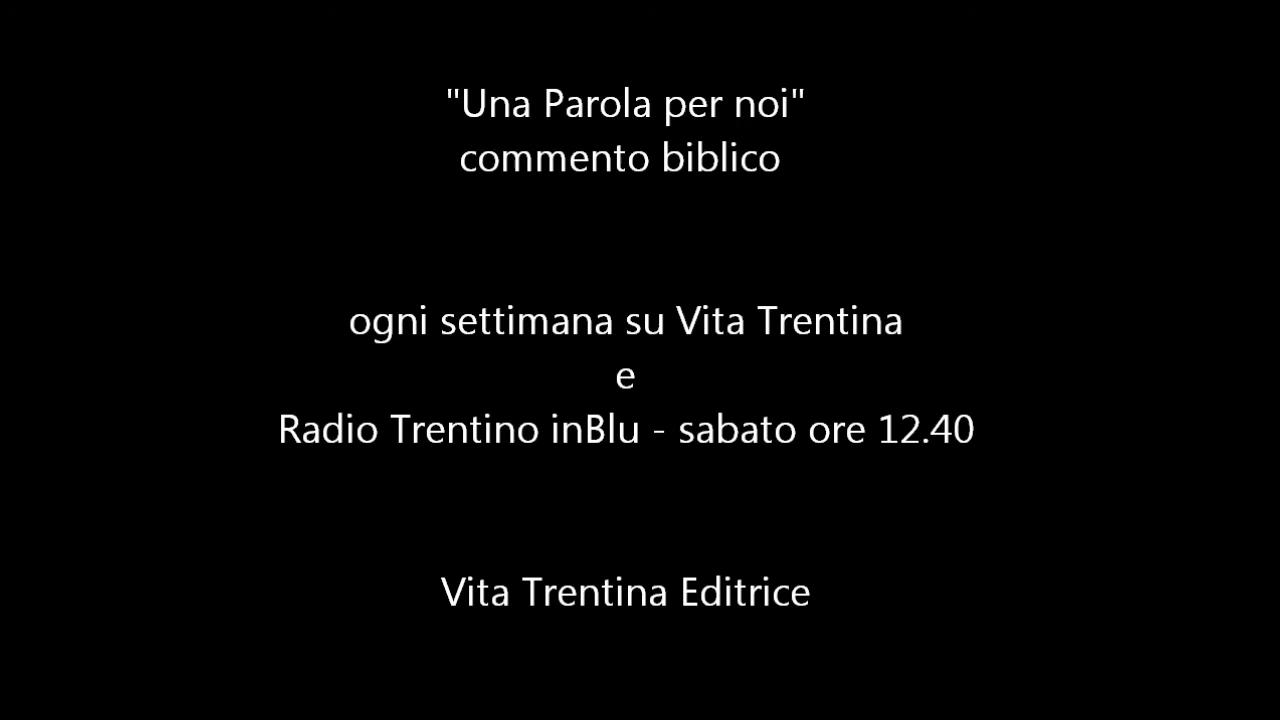 "Una Parola per noi"
commento biblico
ogni settimana su Vita Trentina
e
Radio Trentino inBlu - sabato ore 12.40
Vita Trentina Editrice